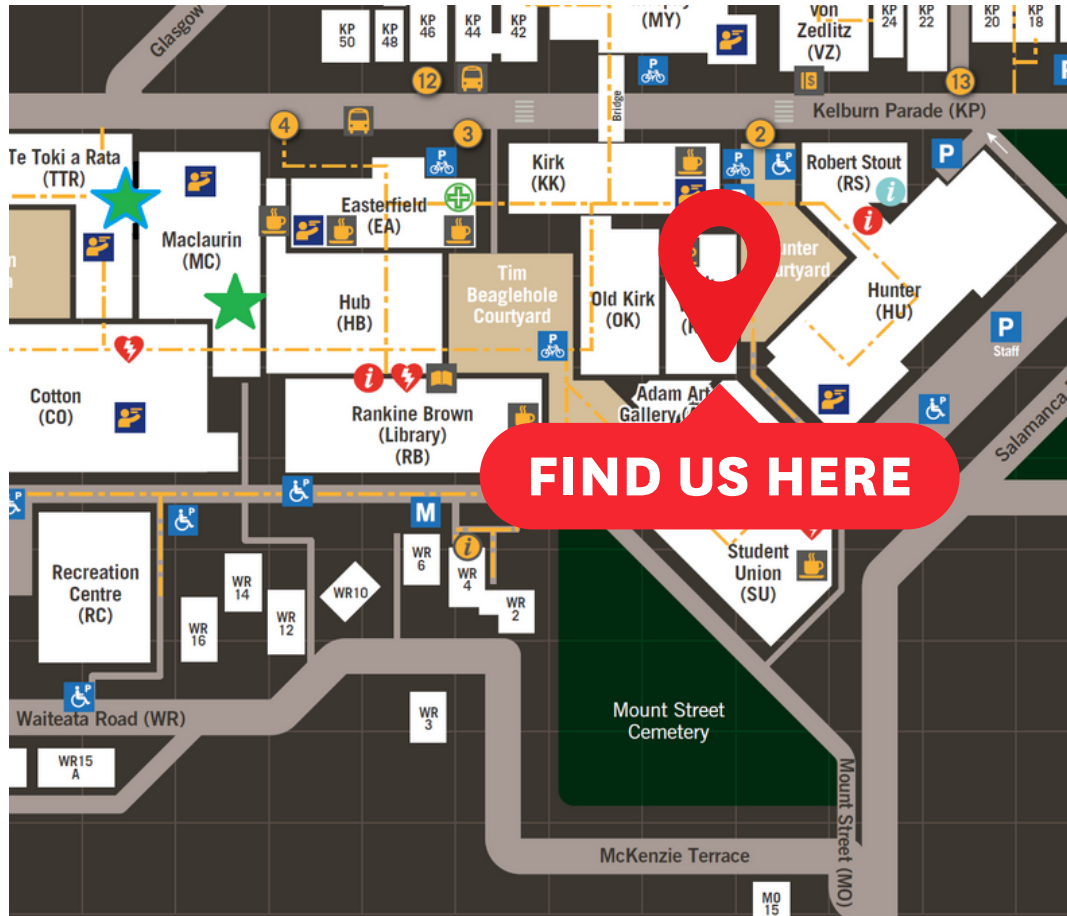 KP
50
KP
48
KP
46
KP
44
KP
42
(MY)
Von
Zedlitz
(VZ)
KP
24
KP
22
KP
20
KP
18
P
Glasgow
12
13
Bridge
Kelburn Parade (KP)
4
3
2
Te Toki a Rata
(TTR)
Maclaurin
(MC)
Easterfield
(EA)
Kirk
(KK)
P
P
P
Robert Stout
(RS)
i
i
P
Tim
Beaglehole
Courtyard
Hub
(HB)
Old Kirk
(OK)
Hunter
(HU)
P
Staff
P
Cotton
(CO)
i
Rankine Brown
(Library)
(RB)
Adam Art
Gallery
P
Salamanca
FIND US HERE
P
P
P
M
i
Recreation
Centre
(RC)
WR
16
WR
14
WR
12
WR10
WR
6
WR
4
WR
2
Student
Union
(SU)
P
Waiteata Road (WR)
WR
3
Mount Street
Cemetery
WR15
A
Mount Street (MO)
McKenzie Terrace
MO
15